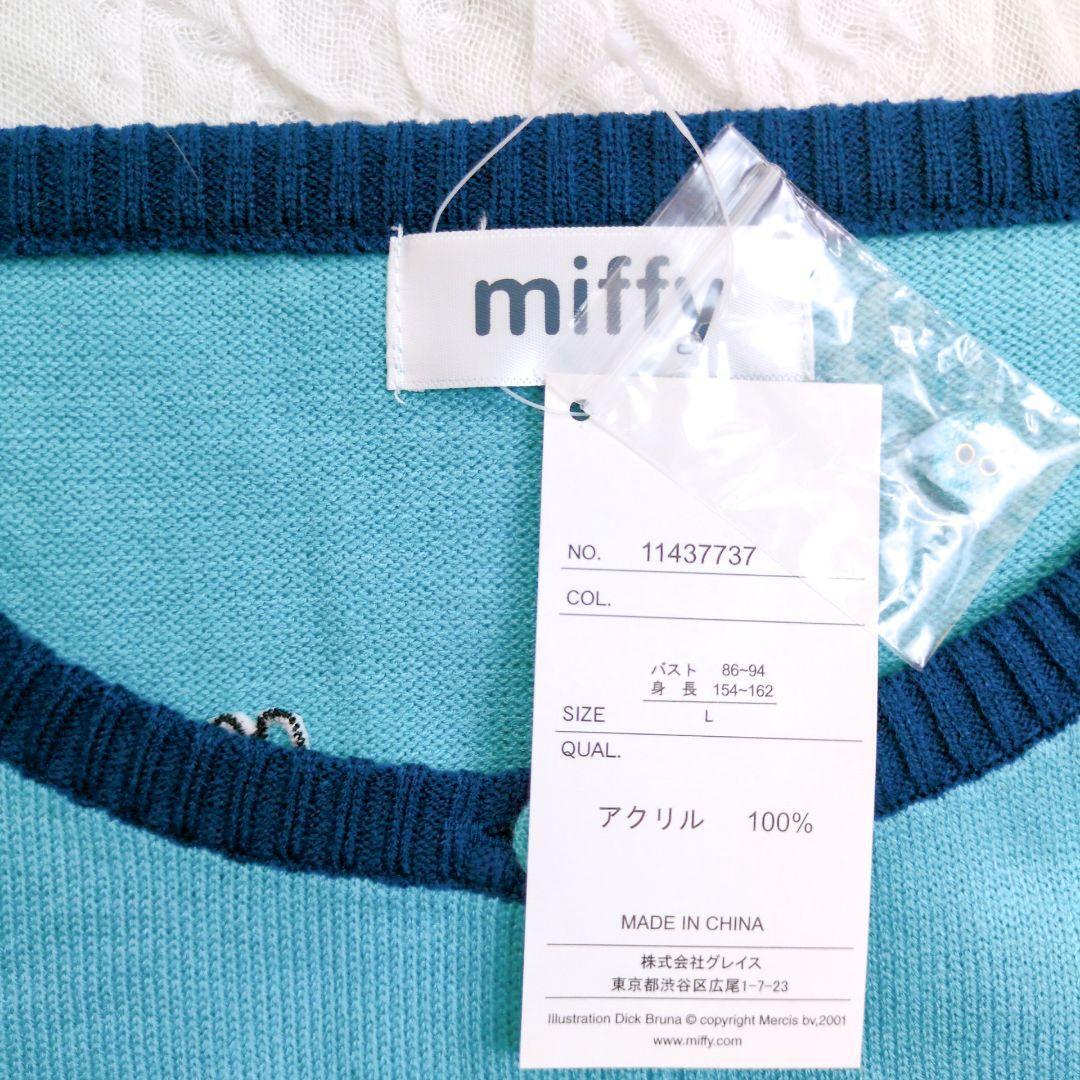 miffy
NO. 11437737
COL.
バスト 86~94
身 長 154~162
SIZE L
QUAL.
アクリル 100%
MADE IN CHINA
株式会社グレイス
東京都渋谷区広尾1-7-23
Illustration Dick Bruna © copyright Mercis bv,2001
www.miffy.com